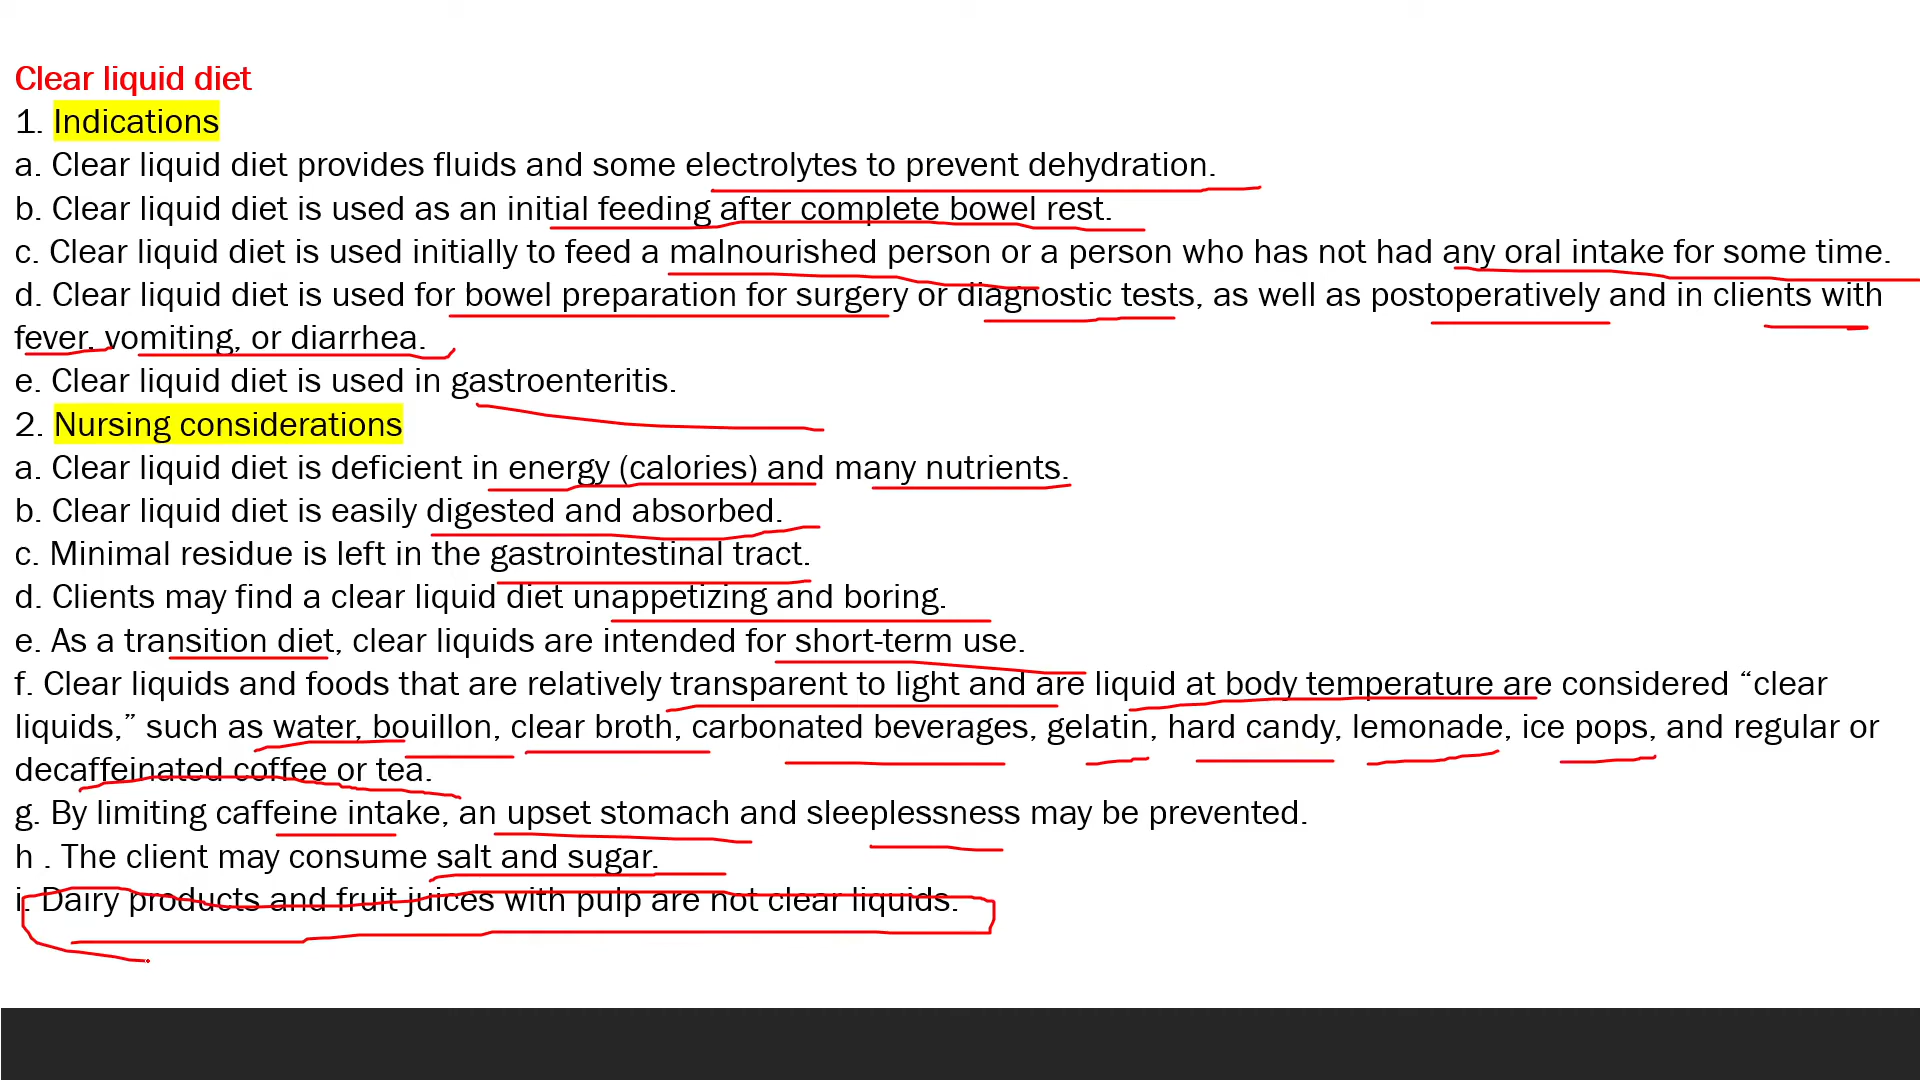 Clear liquid diet
1. Indications
a. Clear liquid diet provides fluids and some electrolytes to prevent dehydration.
b. Clear liquid diet is used as an initial feeding after complete bowel rest.
c. Clear liquid diet is used initially to feed a malnourished person or a person who has not had any oral intake for some time.
d. Clear liquid diet is used for bowel preparation for surgery or diagnostic tests, as well as postoperatively and in clients with
fever, vomiting, or diarrhea.
e. Clear liquid diet is used in gastroenteritis.
2. Nursing considerations
a. Clear liquid diet is deficient in energy (calories) and many nutrients.
b. Clear liquid diet is easily digested and absorbed.
c. Minimal residue is left in the gastrointestinal tract.
d. Clients may find a clear liquid diet unappetizing and boring.
e. As a transition diet, clear liquids are intended for short-term use.
f. Clear liquids and foods that are relatively transparent to light and are liquid at body temperature are considered “clear
liquids,” such as water, bouillon, clear broth, carbonated beverages, gelatin, hard candy, lemonade, ice pops, and regular or
decaffeinated coffee or tea.
g. By limiting caffeine intake, an upset stomach and sleeplessness may be prevented.
h . The client may consume salt and sugar.
i. Dairy products and fruit juices with pulp are not clear liquids.